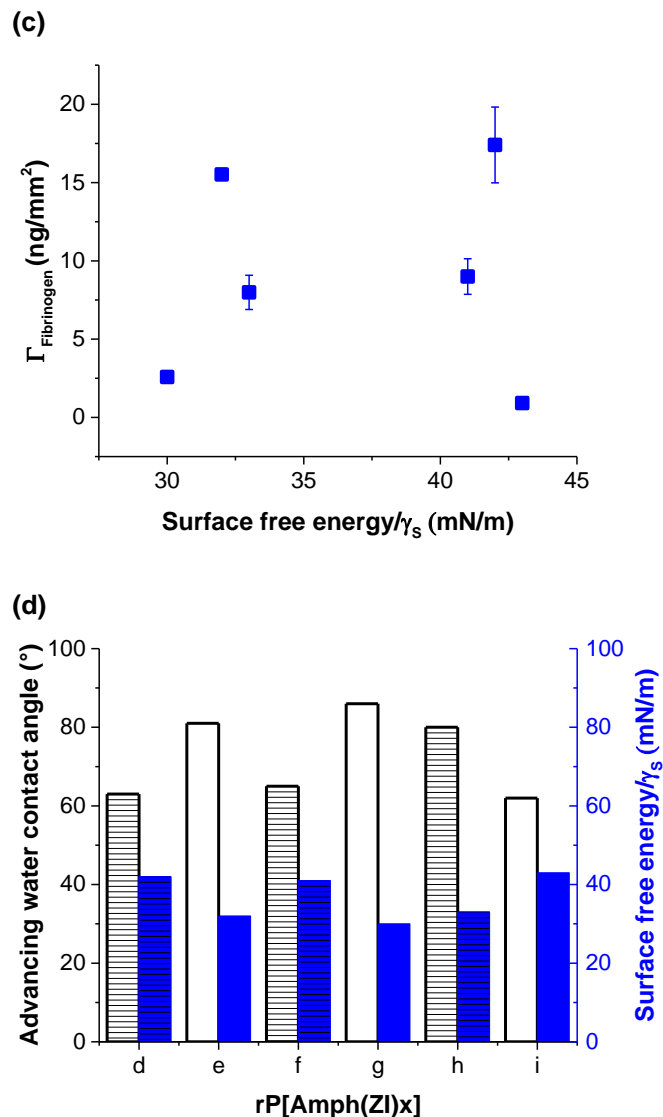 (c)
20
15
10
5
0
Γ Fibrinogen (ng/mm²)
30 35 40 45
Surface free energy/γS (mN/m)
(d)
100 100
80 80
60 60
40 40
20 20
0 0
Advancing water contact angle (°)
Surface free energy/γS (mN/m)
d e f g h i
rP[Amph(ZI)x]